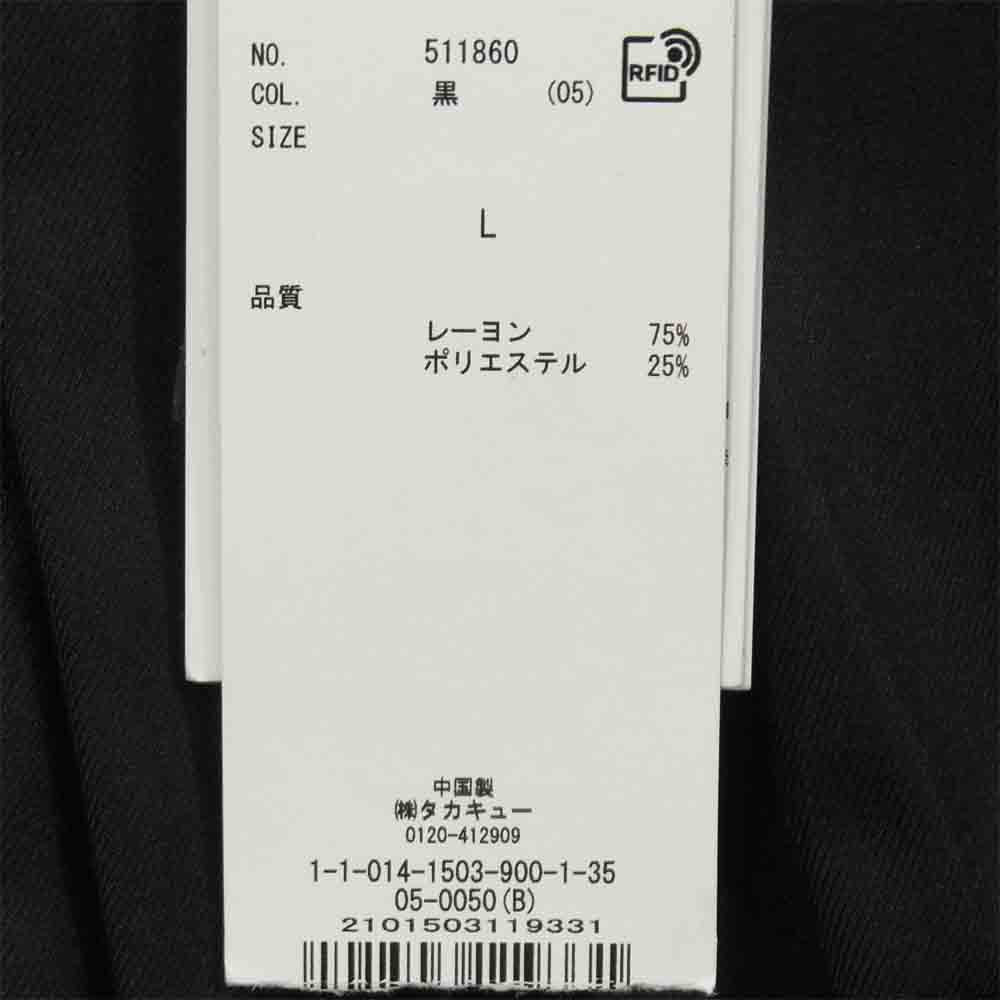 NO. 511860
RFID
COL. 黒 (05)
SIZE
L
品質
レーヨン 75%
ポリエステル 25%
中国製
㈱タカキュー
0120-412909
1-1-014-1503-900-1-35
05-0050(B)
2101503119331